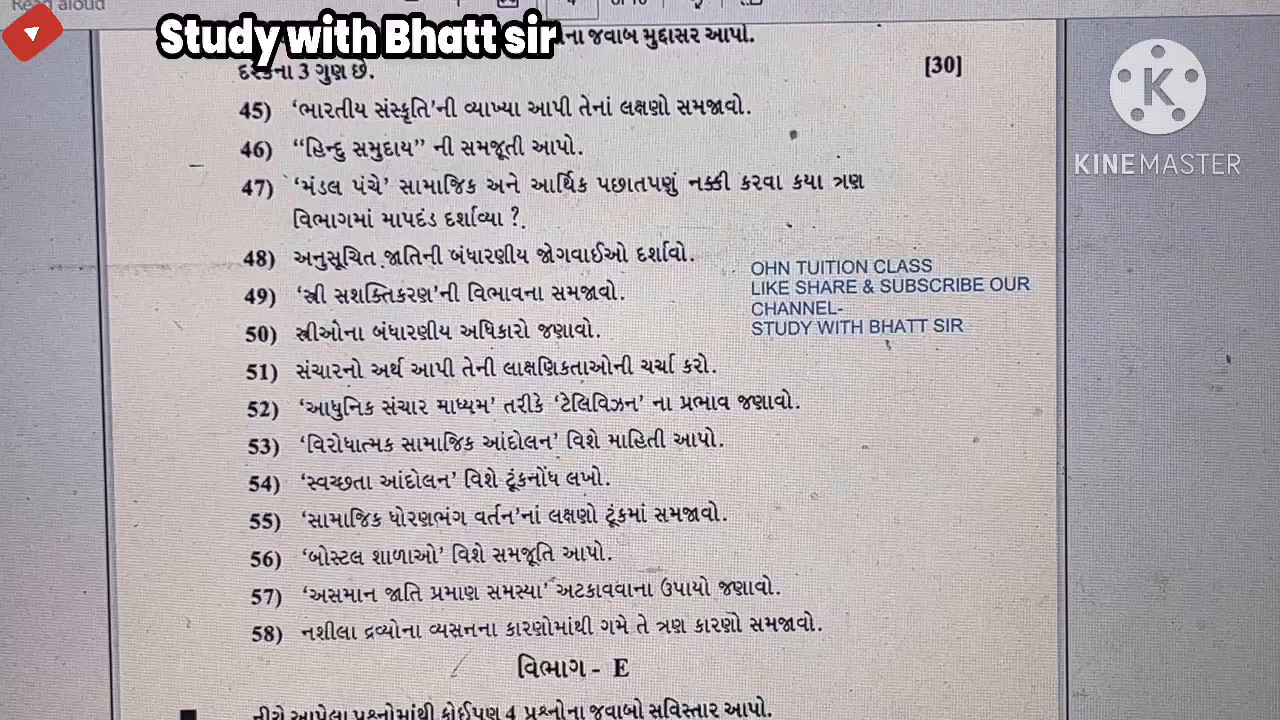 Read aloud
Study with Bhatt sir
ના જવાબ મુદ્દાસર આપો.
દરેકના 3 ગુણ છે. [30]
45) 'ભારતીય સંસ્કૃતિ'ની વ્યાખ્યા આપી તેનાં લક્ષણો સમજાવો.
46) "હિન્દુ સમુદાય" ની સમજૂતી આપો.
47) 'મંડલ પંચે' સામાજિક અને આર્થિક પછાતપણું નક્કી કરવા કયા ત્રણ
વિભાગમાં માપદંડ દર્શાવ્યા ?
48) અનુસૂચિત જાતિની બંધારણીય જોગવાઈઓ દર્શાવો.
49) 'સ્ત્રી સશક્તિકરણ'ની વિભાવના સમજાવો.
50) સ્ત્રીઓના બંધારણીય અધિકારો જણાવો.
51) સંચારનો અર્થ આપી તેની લાક્ષણિકતાઓની ચર્ચા કરો.
52) 'આધુનિક સંચાર માધ્યમ' તરીકે 'ટેલિવિઝન' ના પ્રભાવ જણાવો.
53) 'વિરોધાત્મક સામાજિક આંદોલન' વિશે માહિતી આપો.
54) 'સ્વચ્છતા આંદોલન' વિશે ટૂંકનોંધ લખો.
55) 'સામાજિક ધોરણભંગ વર્તન'નાં લક્ષણો ટૂંકમાં સમજાવો.
56) 'બોસ્ટલ શાળાઓ' વિશે સમજૂતિ આપો.
57) 'અસમાન જાતિ પ્રમાણ સમસ્યા' અટકાવવાના ઉપાયો જણાવો.
58) નશીલા દ્રવ્યોના વ્યસનના કારણોમાંથી ગમે તે ત્રણ કારણો સમજાવો.
વિભાગ - E
નીચે આપેલા પ્રશ્નોમાંથી કોઈપણ 4 પ્રશ્નોના જવાબો સવિસ્તાર આપો.
OHN TUITION CLASS
LIKE SHARE & SUBSCRIBE OUR
CHANNEL-
STUDY WITH BHATT SIR
K
KINEMASTER